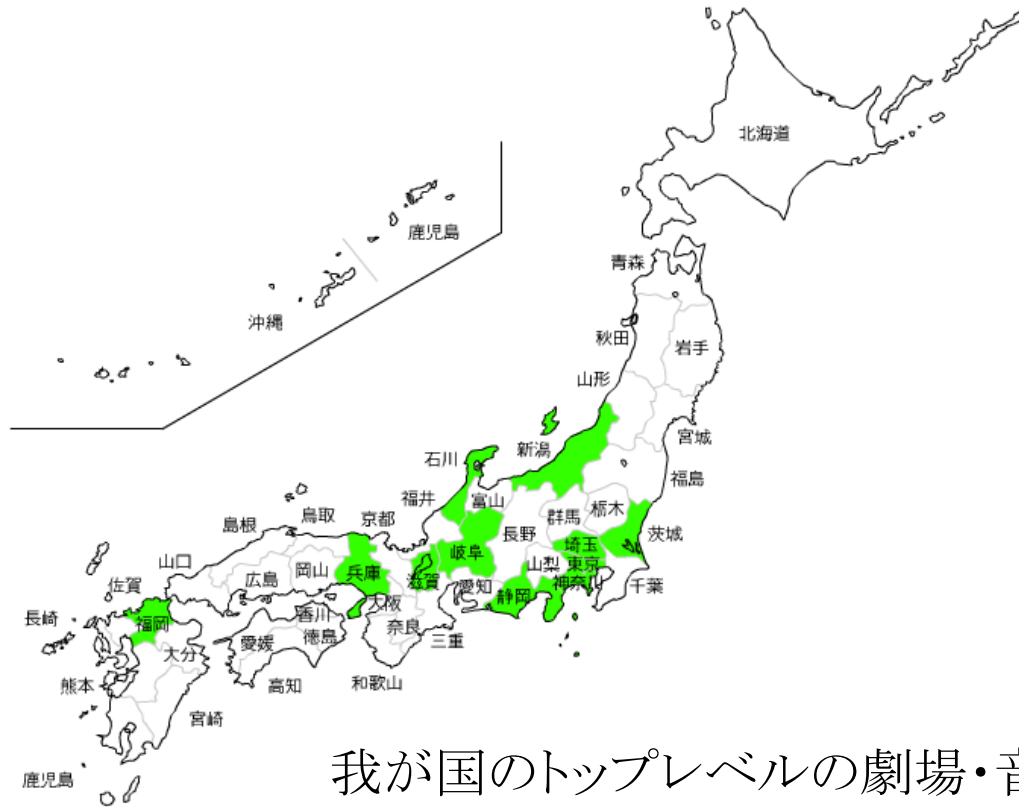 北海道
鹿児島
青森
沖縄
秋田
岩手
山形
宮城
新潟
石川
福島
福井
富山
栃木
群馬
鳥取
京都
島根
長野
茨城
埼玉
岐阜
山口
山梨
東京
岡山
兵庫
広島
滋賀
愛知
神奈川
千葉
佐賀
静岡
大阪
香川
長崎
福岡
奈良
徳島
愛媛
三重
大分
熊本
高知
和歌山
宮崎
鹿児島
我が国のトップレベルの劇場・音